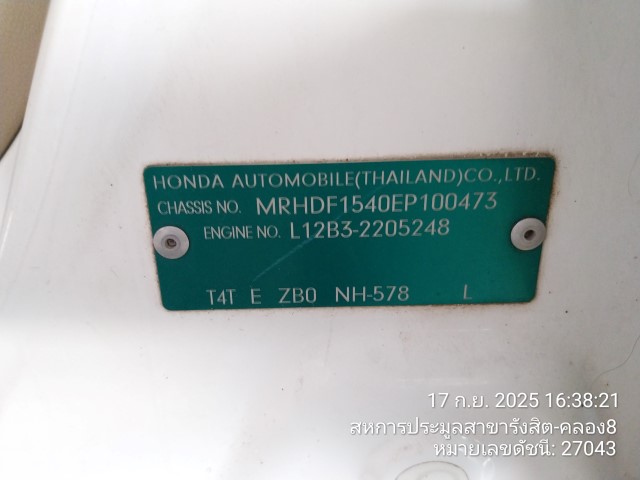 HONDA AUTOMOBILE(THAILAND)CO.,LTD.
CHASSIS NO. MRHDF1540EP100473
ENGINE NO. L12B3-2205248
T4T E ZB0 NH-578 L
17 ก.ย. 2025 16:38:21
สหการประมูลสาขารังสิต-คลอง8
หมายเลขดัชนี: 27043